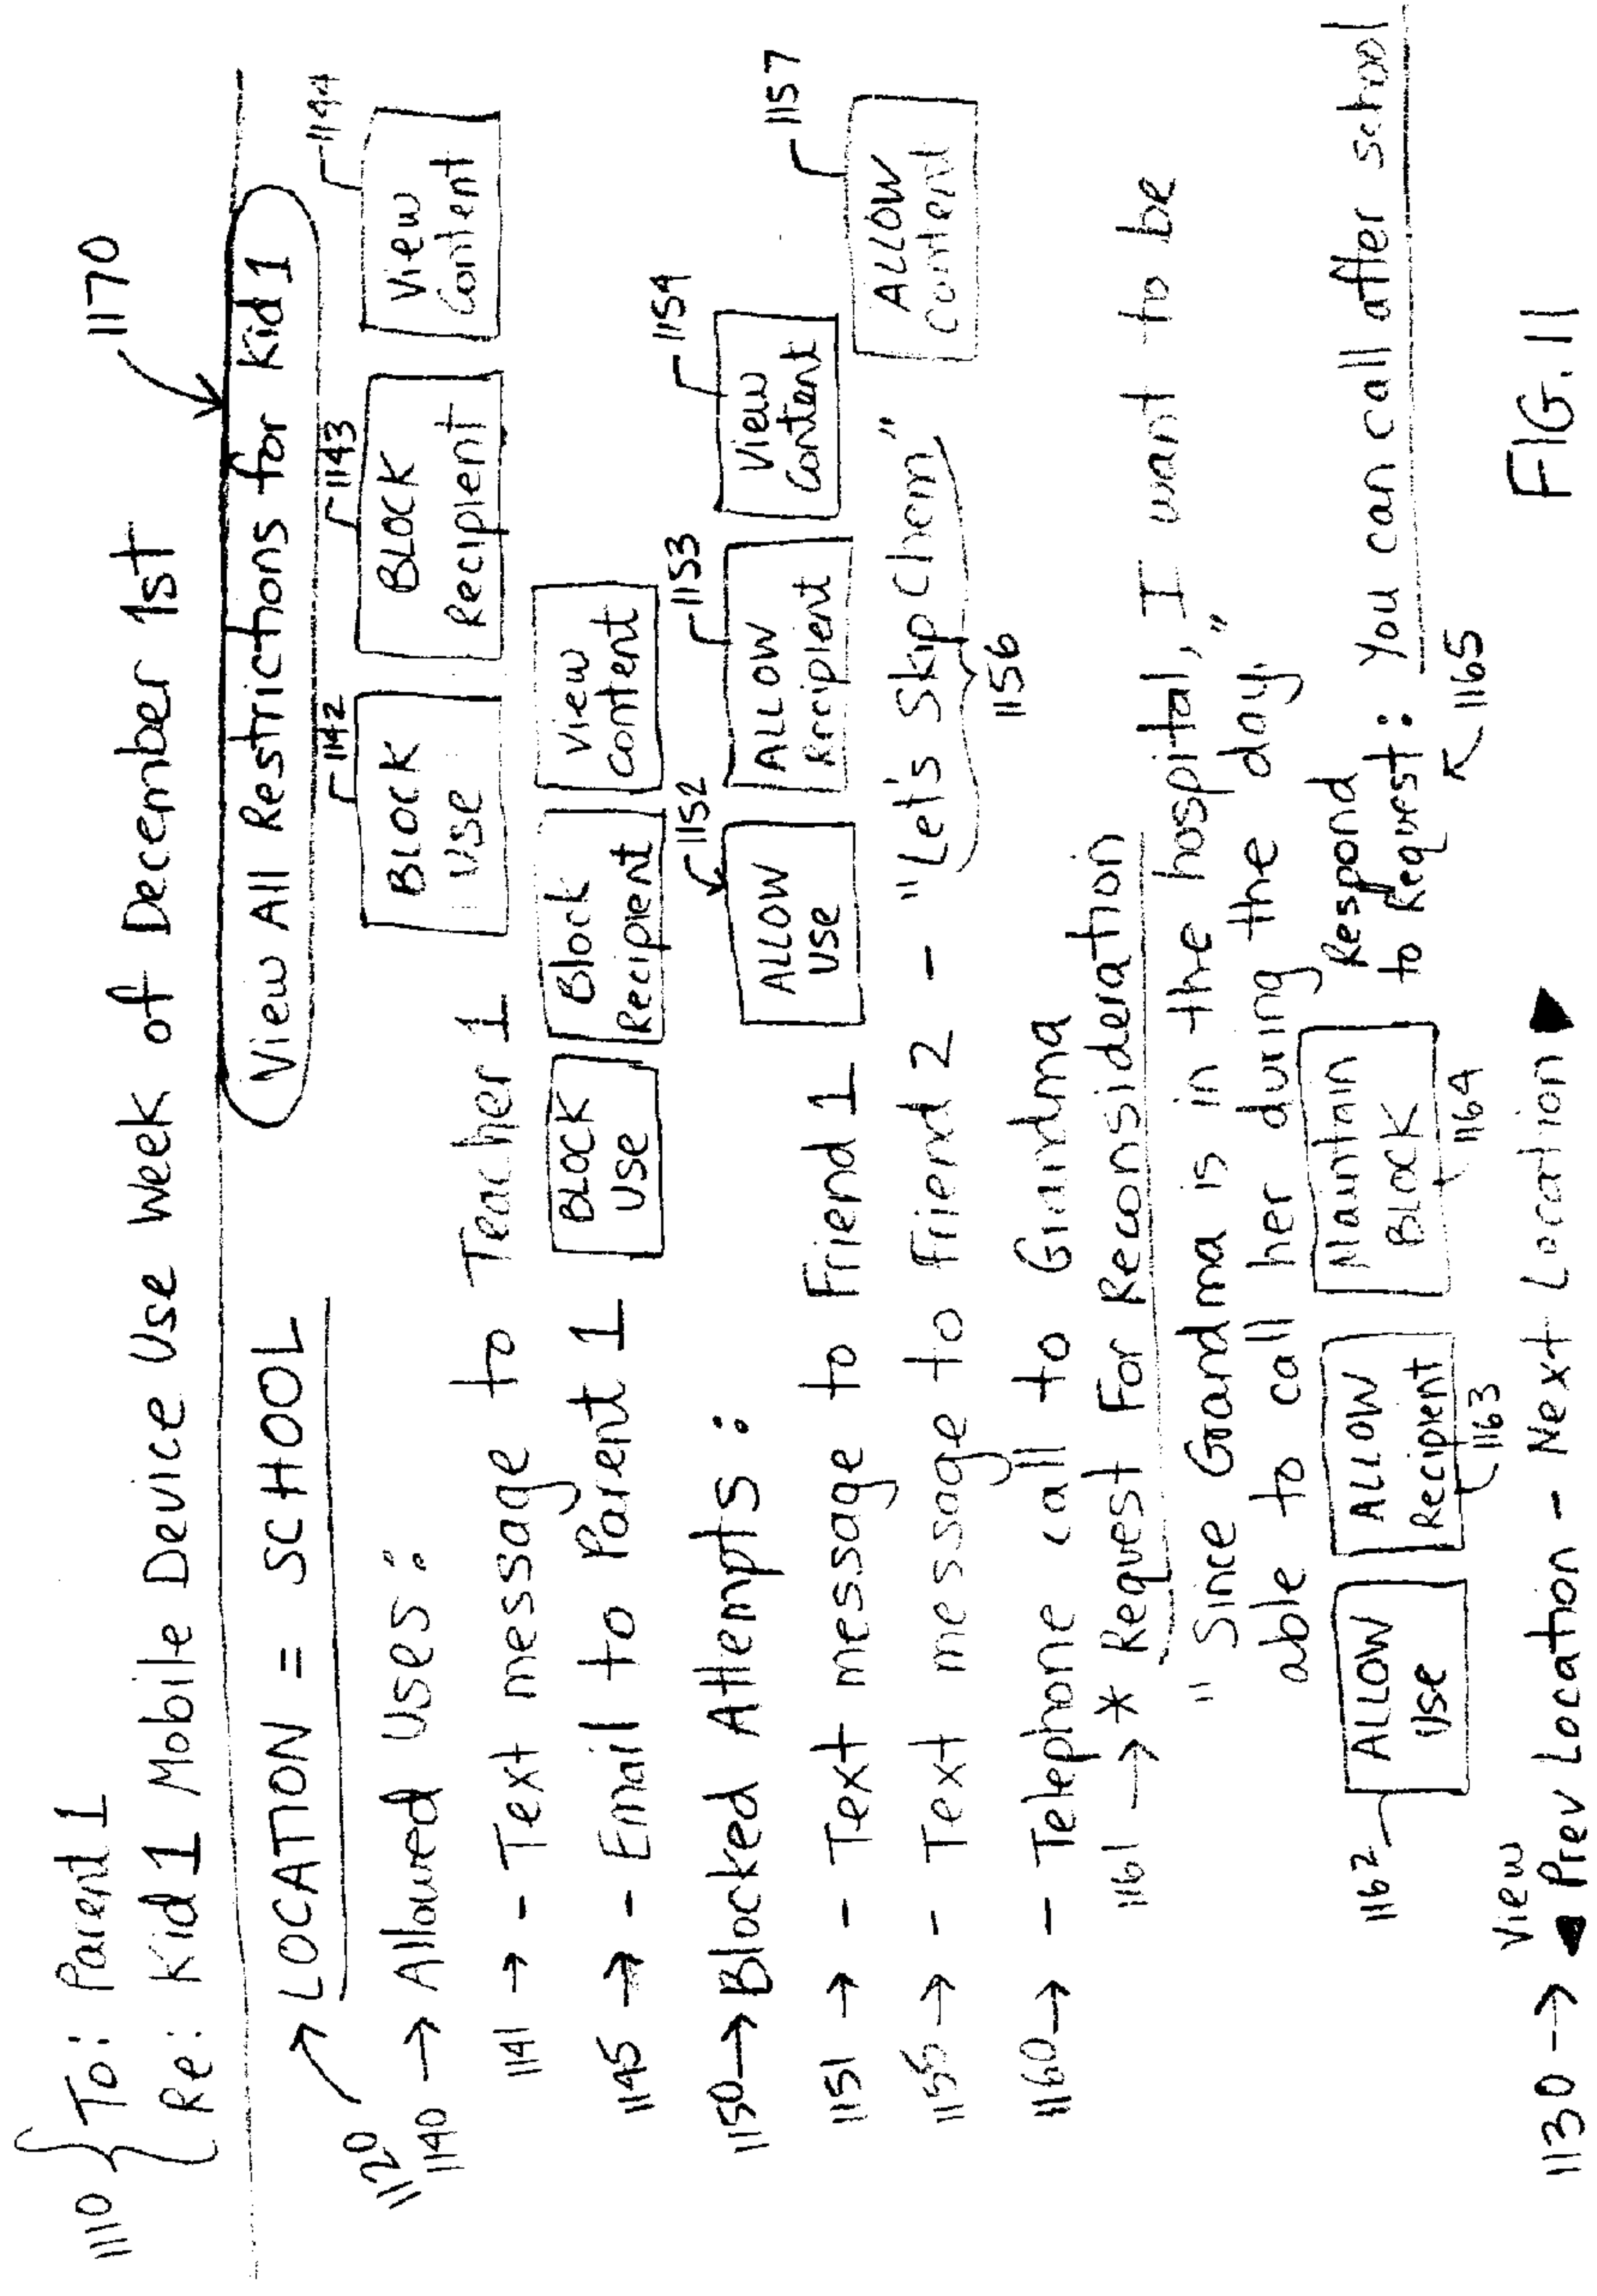 1110 { To: Parent 1
Re: Kid 1 Mobile Device Use Week of December 1st
1170
1120
LOCATION = SCHOOL
View All Restrictions for Kid 1
1140 → Allowed Uses:
1142 1143 1144
1141 → - Text message to Teacher 1
BLOCK Use
BLOCK Recipient
View Content
1145 → - Email to Parent 1
BLOCK Use
Block Recipient
View Content
1150 → Blocked Attempts:
1152 1153 1154
1151 → - Text message to Friend 1
ALLOW Use
ALLOW Recipient
View Content
1155 → - Text message to Friend 2 - "Let's Skip Chem"
1156
ALLOW Content
1157
1160 → - Telephone call to Grandma
1161 → * Request For Reconsideration
"Since Grandma is in the hospital, I want to be
able to call her during the day."
1162
ALLOW Use
ALLOW Recipient
1163
Maintain BLOCK
1164
Respond to Request: You can call after school
1165
1130 → View ◀ Prev Location - Next Location ▶
FIG. 11